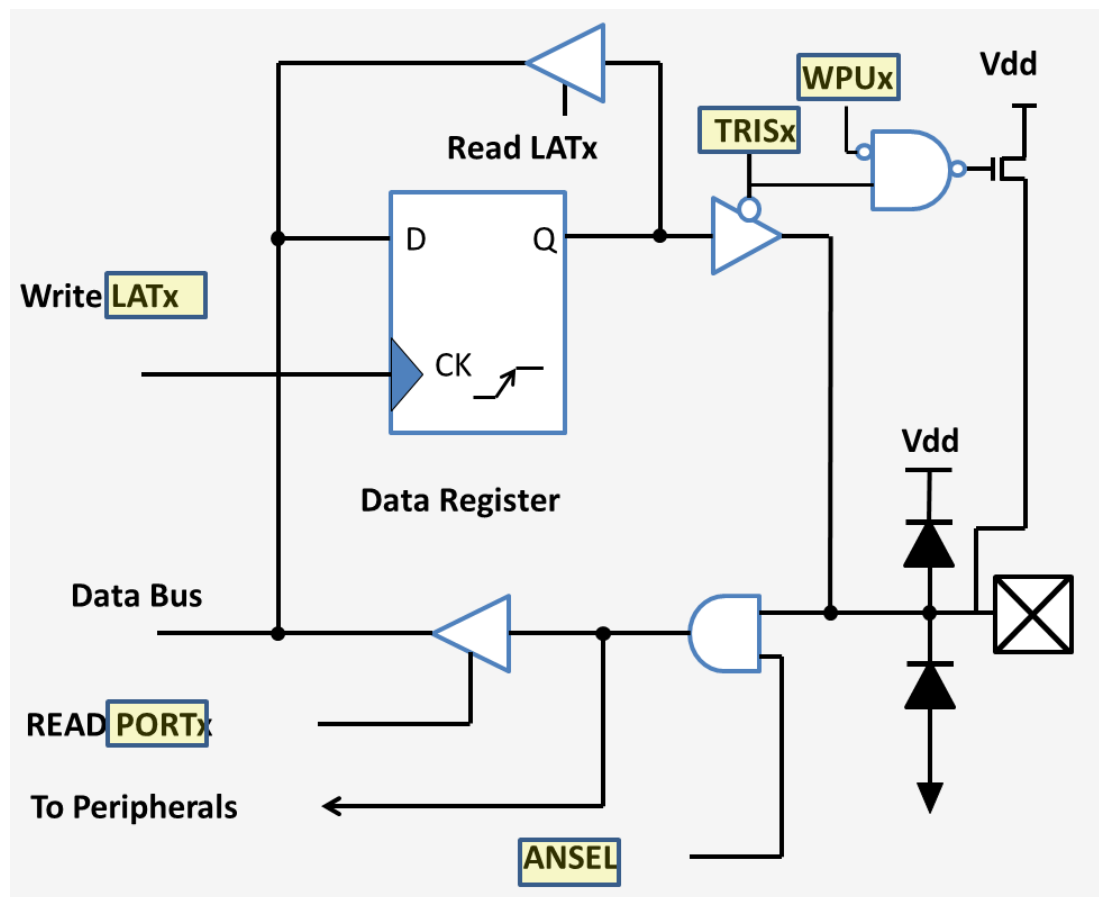 Vdd
WPUx
TRISx
Read LATx
D
Q
Write LATx
CK
Vdd
Data Register
Data Bus
READ PORTx
To Peripherals
ANSEL